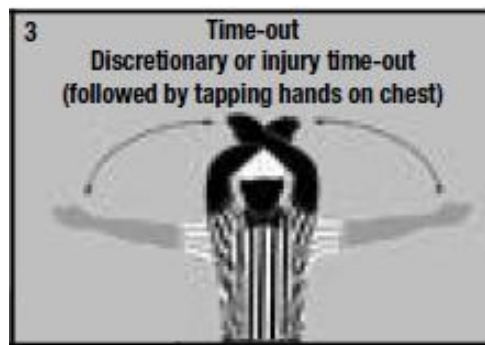 3 Time-out
Discretionary or injury time-out
(followed by tapping hands on chest)